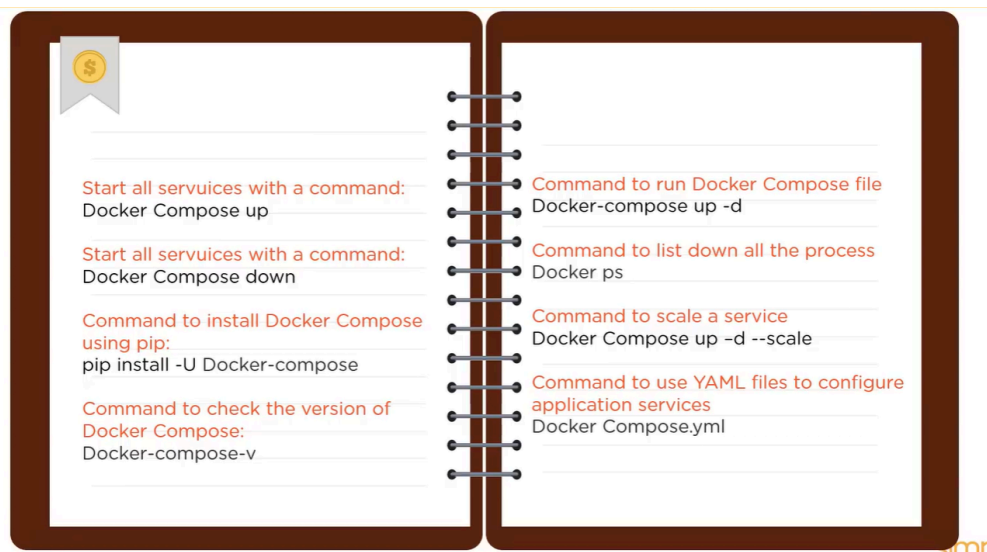 Start all servuices with a command:
Docker Compose up
Start all servuices with a command:
Docker Compose down
Command to install Docker Compose
using pip:
pip install -U Docker-compose
Command to check the version of
Docker Compose:
Docker-compose-v
Command to run Docker Compose file
Docker-compose up -d
Command to list down all the process
Docker ps
Command to scale a service
Docker Compose up –d --scale
Command to use YAML files to configure
application services
Docker Compose.yml